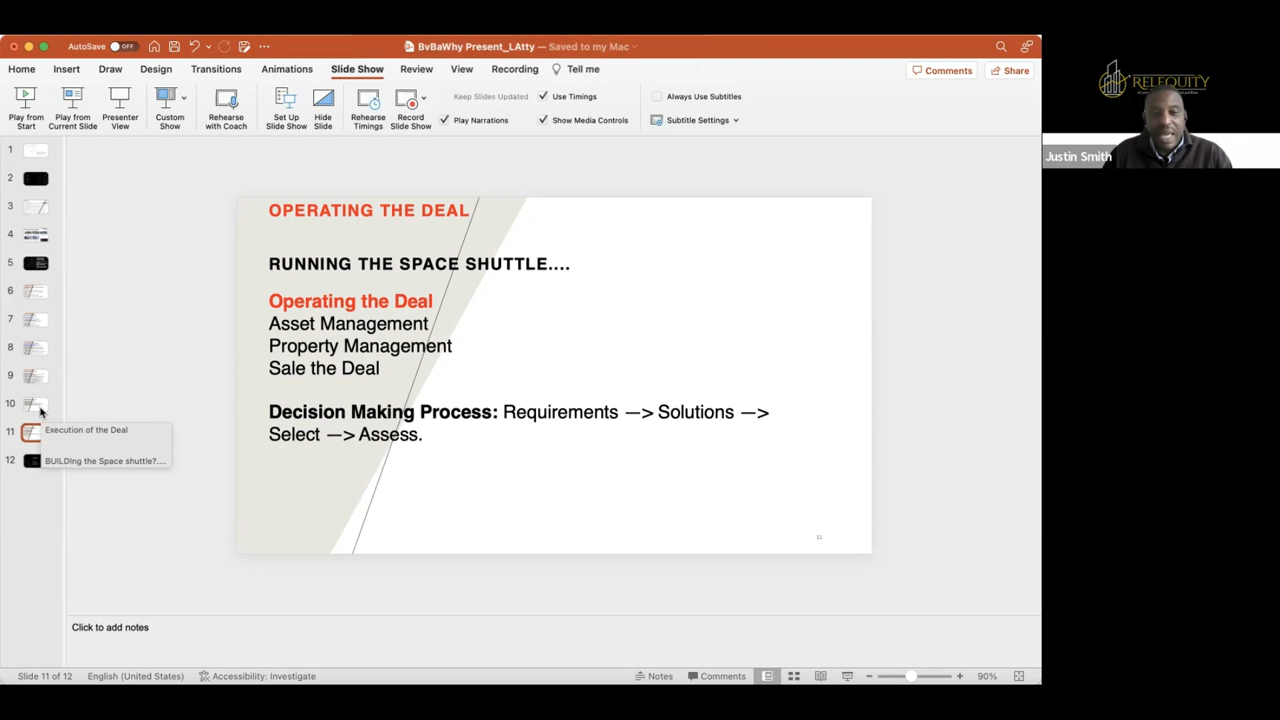 AutoSave OFF
BvBaWhy Present_LAtty — Saved to my Mac
Home Insert Draw Design Transitions Animations Slide Show Review View Recording Tell me
Comments Share
Play from Start
Play from Current Slide
Presenter View
Custom Show
Rehearse with Coach
Set Up Slide Show
Hide Slide
Keep Slides Updated
Use Timings
Rehearse Timings
Record Slide Show
Play Narrations
Show Media Controls
Always Use Subtitles
Subtitle Settings
RELEQUITY
Justin Smith
1
2
3
4
5
6
7
8
9
10
11
12
Execution of the Deal
BUILDIng the Space shuttle?....
OPERATING THE DEAL
RUNNING THE SPACE SHUTTLE....
Operating the Deal
Asset Management
Property Management
Sale the Deal
Decision Making Process: Requirements —> Solutions —>
Select —> Assess.
11
Click to add notes
Slide 11 of 12 English (United States) Accessibility: Investigate
Notes Comments 90%